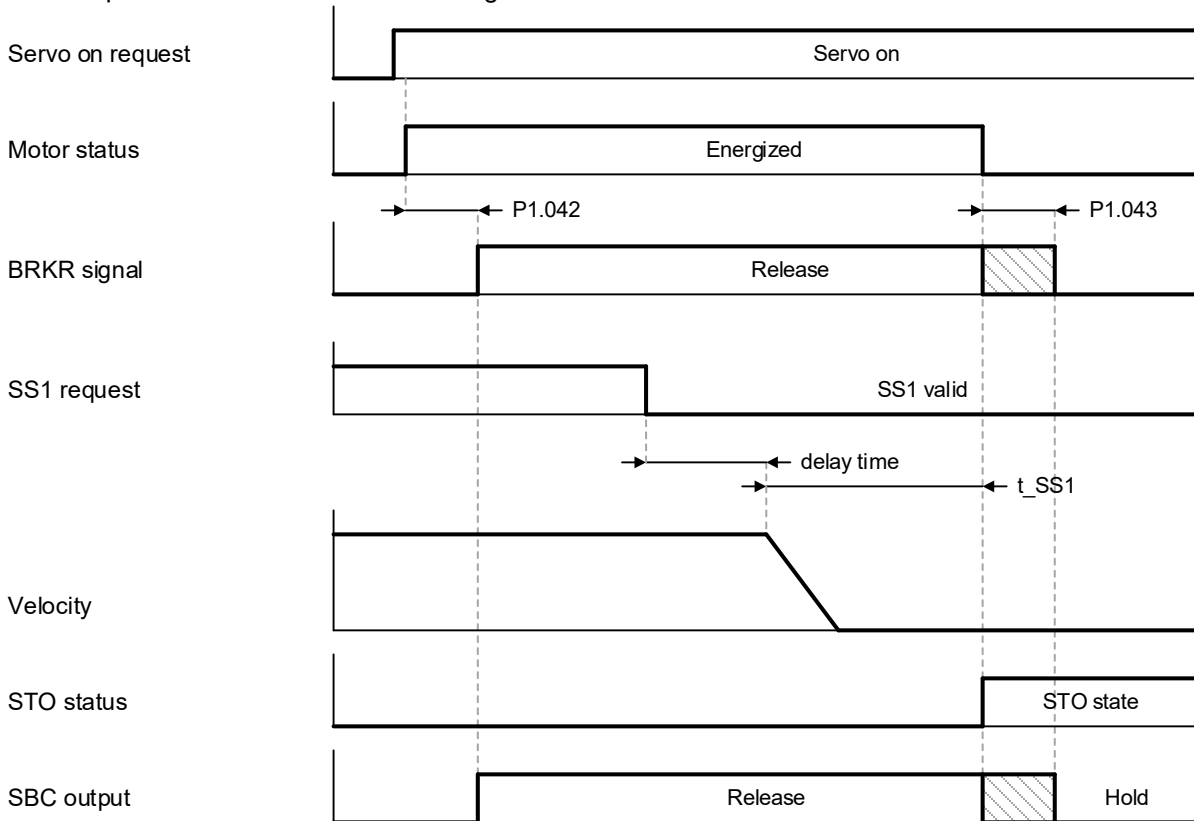 Servo on request
Servo on
Motor status
Energized
P1.042
P1.043
BRKR signal
Release
SS1 request
SS1 valid
delay time
t_SS1
Velocity
STO status
STO state
SBC output
Release
Hold